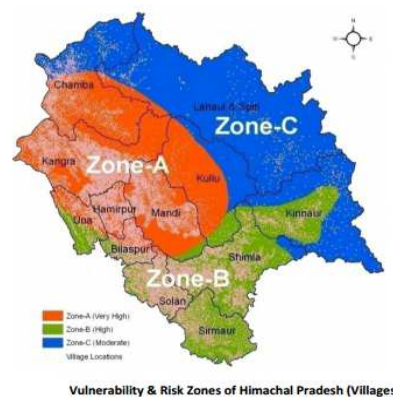 N
W E
S
Chamba
Lahaul & Spiti
Zone-C
Kangra
Zone-A
Kullu
Hamirpur
Mandi
Kinnaur
Una
Bilaspur
Shimla
Zone-B
Solan
Zone-A (Very High)
Zone-B (High)
Sirmaur
Zone-C (Moderate)
Village Locations
Vulnerability & Risk Zones of Himachal Pradesh (Villages